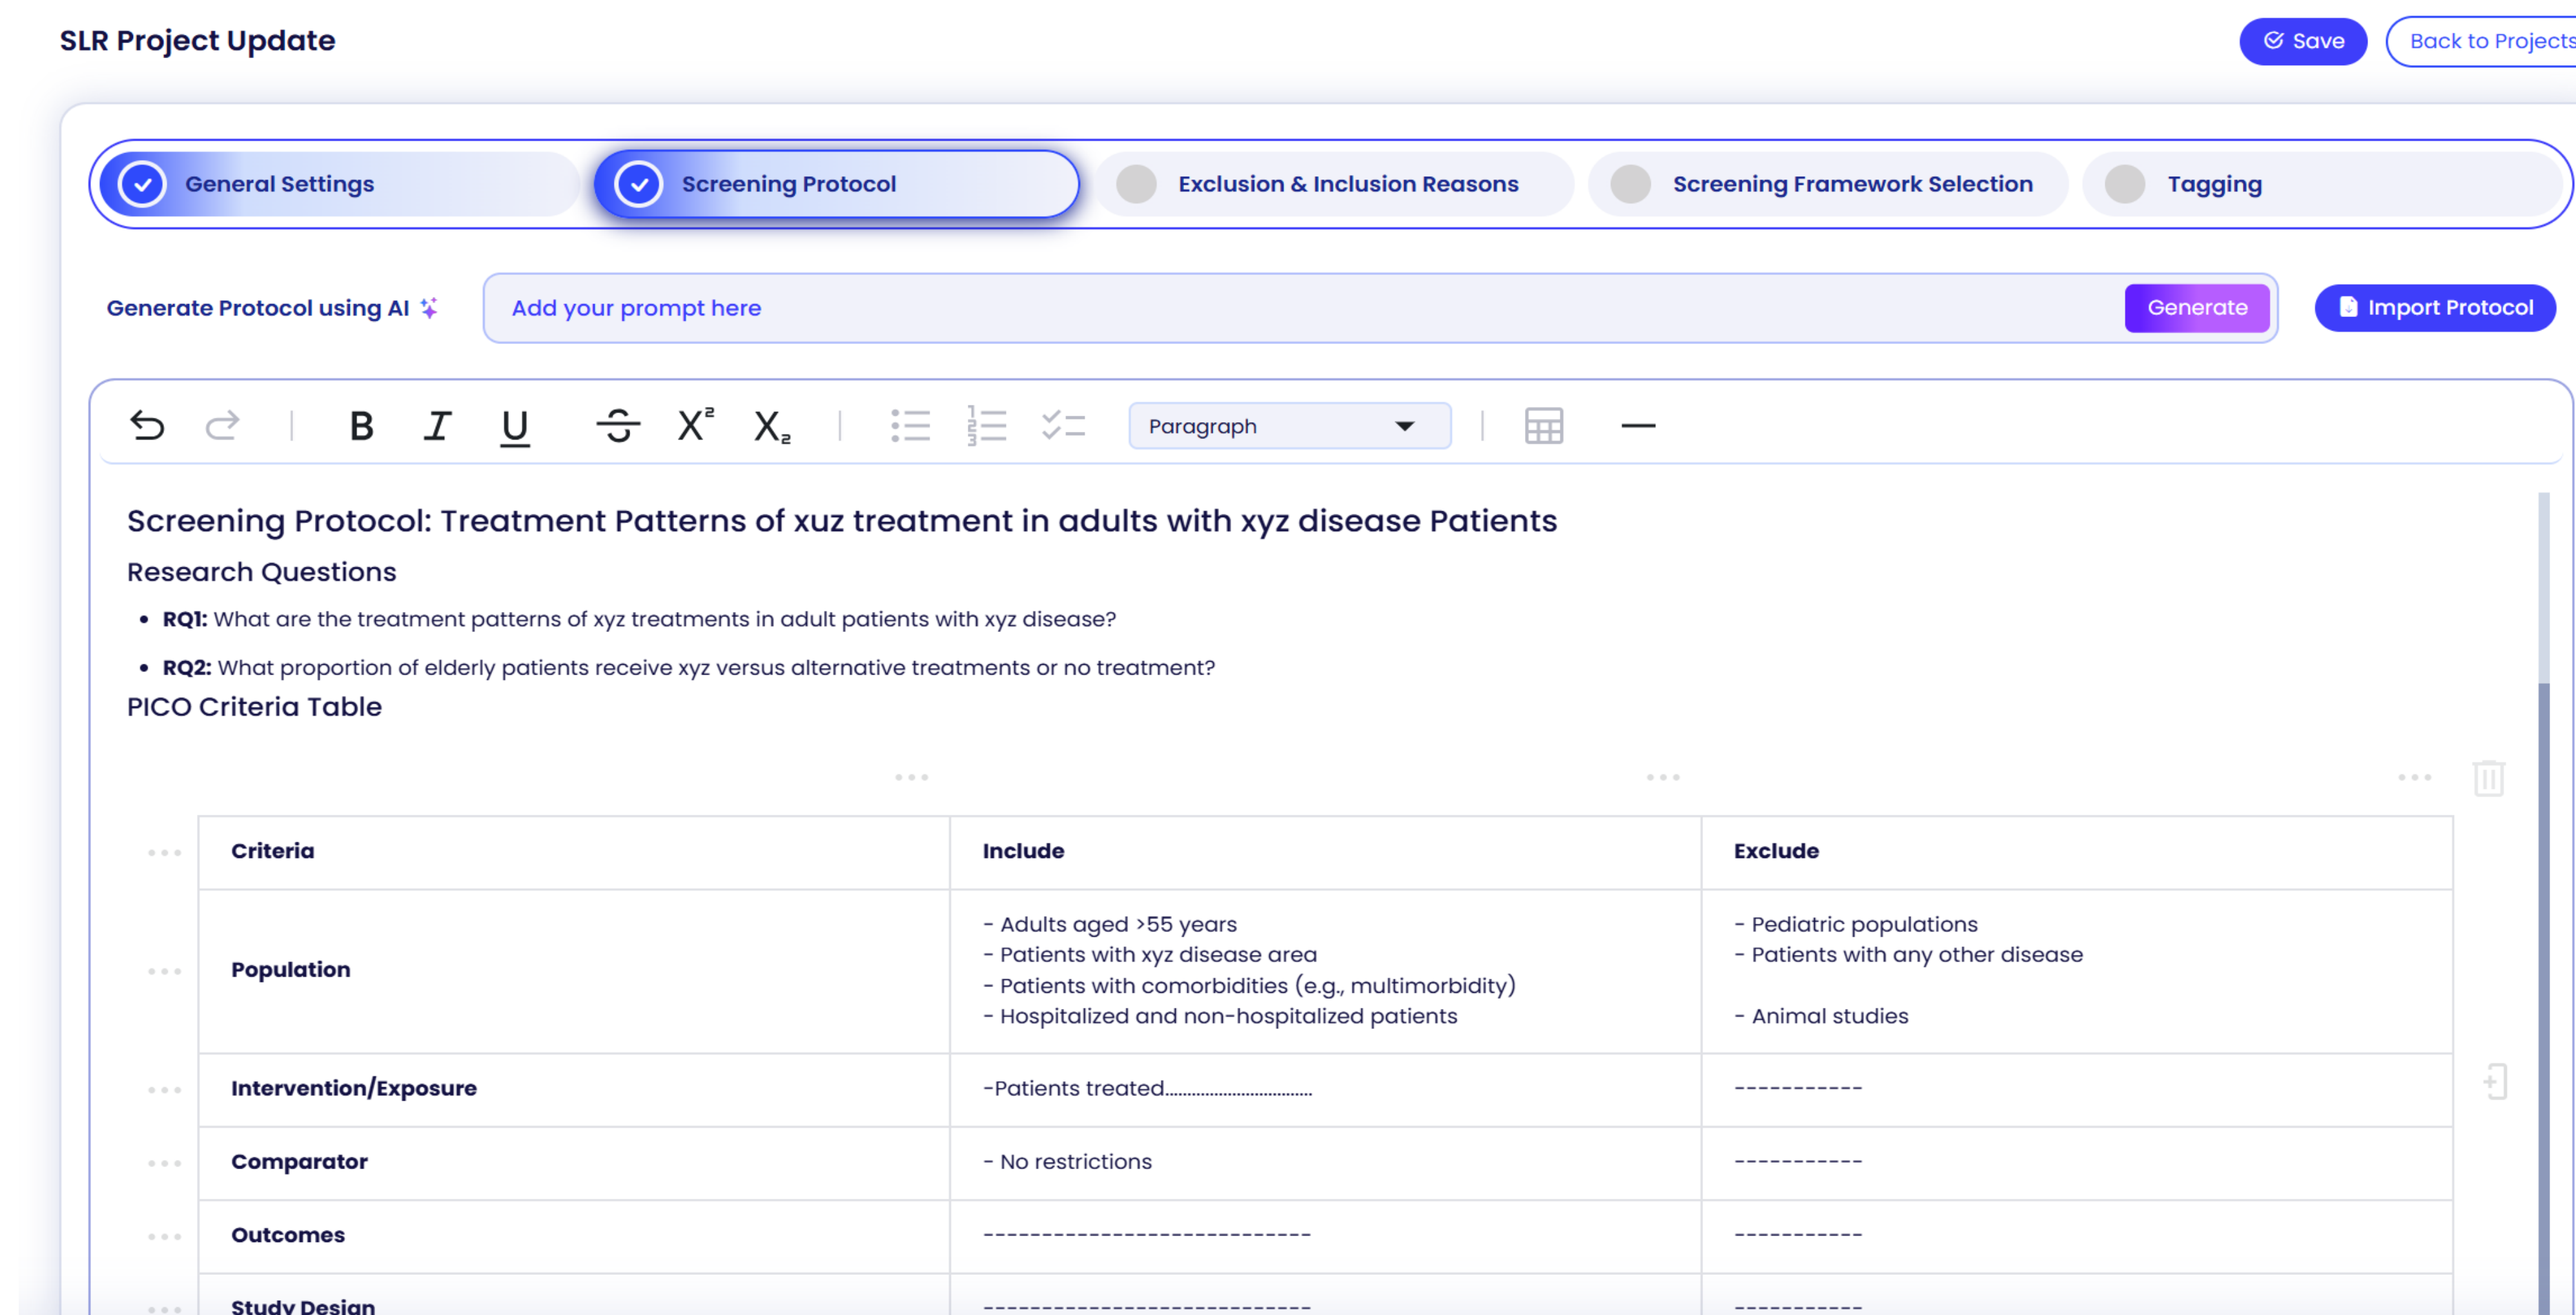 SLR Project Update
Save
Back to Projects
General Settings
Screening Protocol
Exclusion & Inclusion Reasons
Screening Framework Selection
Tagging
Generate Protocol using AI
Add your prompt here
Generate
Import Protocol
B I U S X² X₂
Paragraph
Screening Protocol: Treatment Patterns of xuz treatment in adults with xyz disease Patients
Research Questions
• RQ1: What are the treatment patterns of xyz treatments in adult patients with xyz disease?
• RQ2: What proportion of elderly patients receive xyz versus alternative treatments or no treatment?
PICO Criteria Table
Criteria
Include
Exclude
Population
- Adults aged >55 years
- Patients with xyz disease area
- Patients with comorbidities (e.g., multimorbidity)
- Hospitalized and non-hospitalized patients
- Pediatric populations
- Patients with any other disease
- Animal studies
Intervention/Exposure
-Patients treated.................................
-----------
Comparator
- No restrictions
-----------
Outcomes
----------------------------
-----------
Study Design
----------------------------
-----------